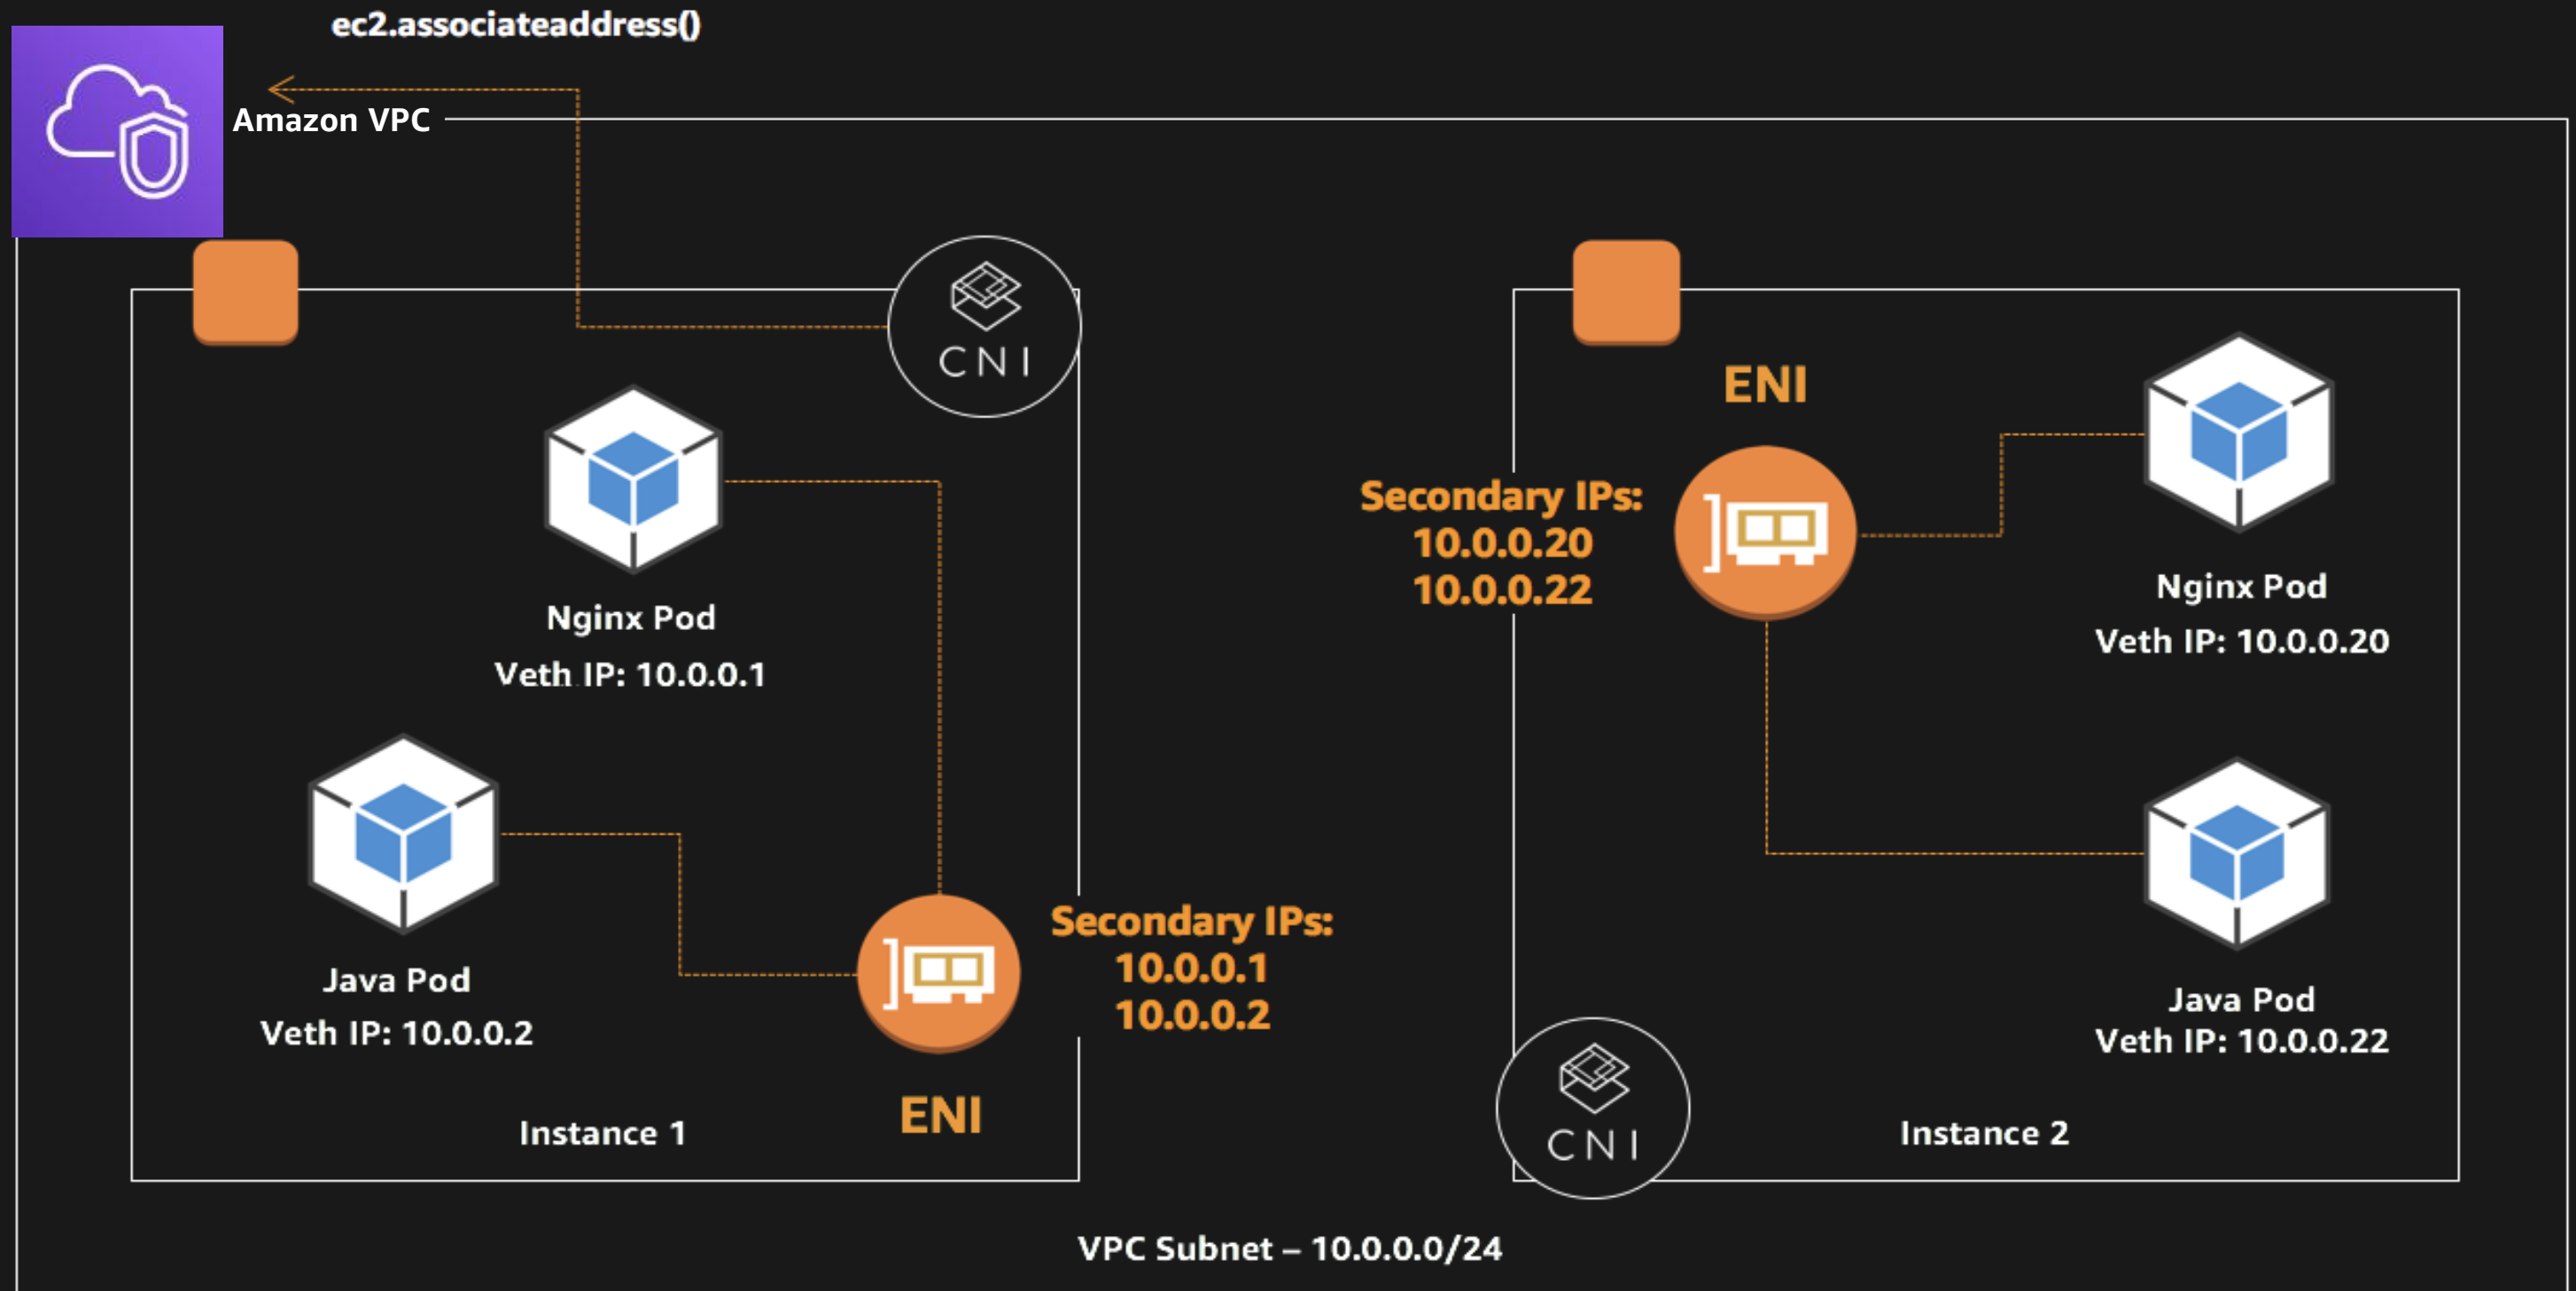 ec2.associateaddress()
Amazon VPC
CNI
Nginx Pod
Veth IP: 10.0.0.1
Java Pod
Veth IP: 10.0.0.2
Secondary IPs:
10.0.0.1
10.0.0.2
ENI
Instance 1
ENI
Secondary IPs:
10.0.0.20
10.0.0.22
Nginx Pod
Veth IP: 10.0.0.20
Java Pod
Veth IP: 10.0.0.22
CNI
Instance 2
VPC Subnet – 10.0.0.0/24